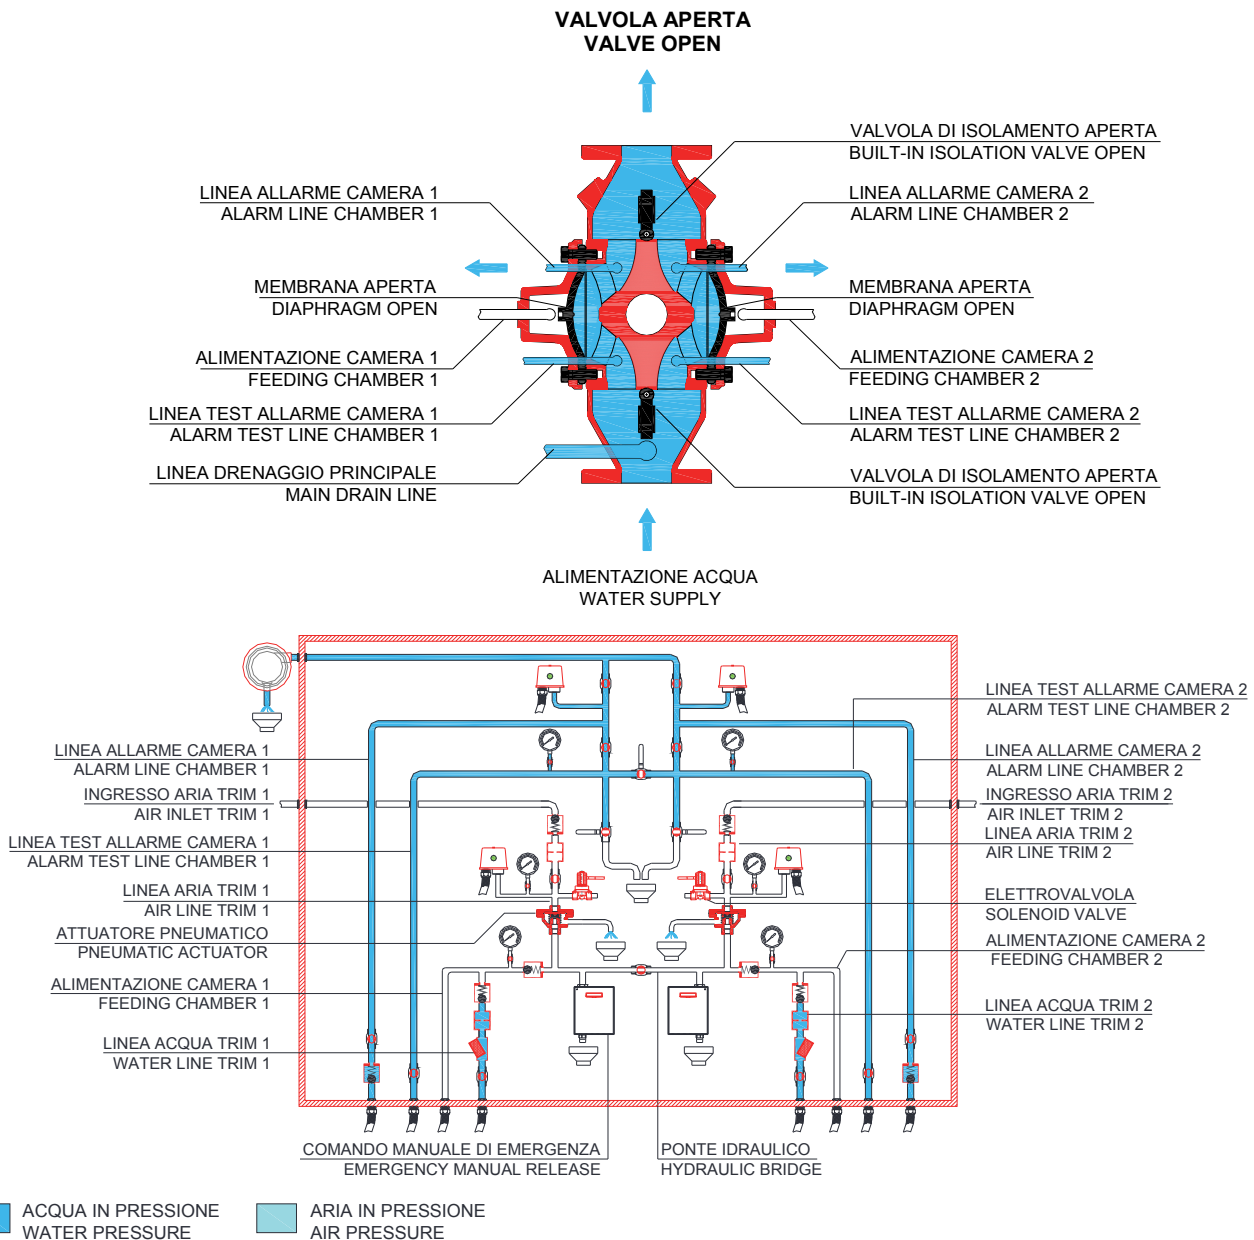 VALVOLA APERTA
VALVE OPEN
VALVOLA DI ISOLAMENTO APERTA
BUILT-IN ISOLATION VALVE OPEN
LINEA ALLARME CAMERA 1
ALARM LINE CHAMBER 1
LINEA ALLARME CAMERA 2
ALARM LINE CHAMBER 2
MEMBRANA APERTA
DIAPHRAGM OPEN
MEMBRANA APERTA
DIAPHRAGM OPEN
ALIMENTAZIONE CAMERA 1
FEEDING CHAMBER 1
ALIMENTAZIONE CAMERA 2
FEEDING CHAMBER 2
LINEA TEST ALLARME CAMERA 1
ALARM TEST LINE CHAMBER 1
LINEA TEST ALLARME CAMERA 2
ALARM TEST LINE CHAMBER 2
LINEA DRENAGGIO PRINCIPALE
MAIN DRAIN LINE
VALVOLA DI ISOLAMENTO APERTA
BUILT-IN ISOLATION VALVE OPEN
ALIMENTAZIONE ACQUA
WATER SUPPLY
LINEA TEST ALLARME CAMERA 2
ALARM TEST LINE CHAMBER 2
LINEA ALLARME CAMERA 1
ALARM LINE CHAMBER 1
LINEA ALLARME CAMERA 2
ALARM LINE CHAMBER 2
INGRESSO ARIA TRIM 1
AIR INLET TRIM 1
INGRESSO ARIA TRIM 2
AIR INLET TRIM 2
LINEA TEST ALLARME CAMERA 1
ALARM TEST LINE CHAMBER 1
LINEA ARIA TRIM 2
AIR LINE TRIM 2
LINEA ARIA TRIM 1
AIR LINE TRIM 1
ELETTROVALVOLA
SOLENOID VALVE
ATTUATORE PNEUMATICO
PNEUMATIC ACTUATOR
ALIMENTAZIONE CAMERA 2
FEEDING CHAMBER 2
ALIMENTAZIONE CAMERA 1
FEEDING CHAMBER 1
LINEA ACQUA TRIM 2
WATER LINE TRIM 2
LINEA ACQUA TRIM 1
WATER LINE TRIM 1
COMANDO MANUALE DI EMERGENZA
EMERGENCY MANUAL RELEASE
PONTE IDRAULICO
HYDRAULIC BRIDGE
ACQUA IN PRESSIONE
WATER PRESSURE
ARIA IN PRESSIONE
AIR PRESSURE